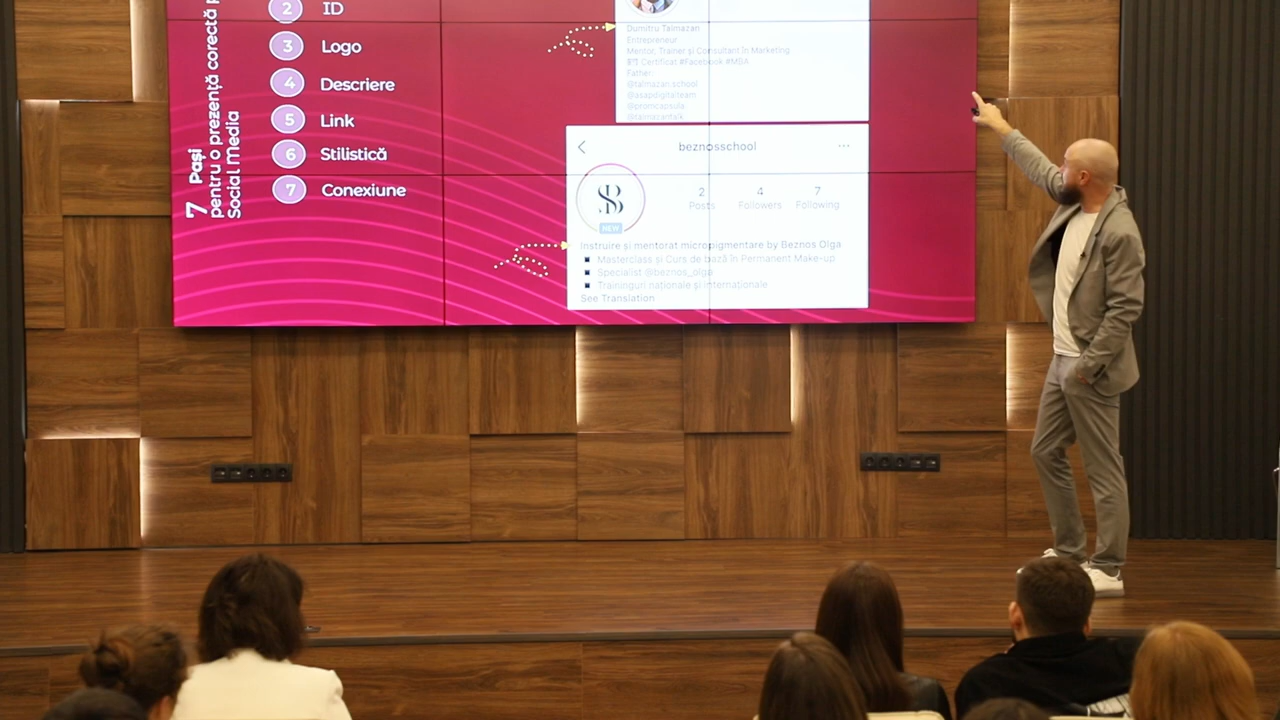 7 Pași
pentru o prezență corectă p
Social Media
2 ID
3 Logo
4 Descriere
5 Link
6 Stilistică
7 Conexiune
Dumitru Talmazan
Entrepreneur
Mentor, Trainer și Consultant în Marketing
Certificat #Facebook #MBA
Father:
@talmazan.school
@asapdigitalteam
@promicapsula
beznosschool
SB
NEW
2 4 7
Posts Followers Following
Instruire și mentorat micropigmentare by Beznos Olga
Masterclass și Curs de bază în Permanent Make-up
Specialist @beznos_olga
Traininguri naționale și internaționale
See Translation